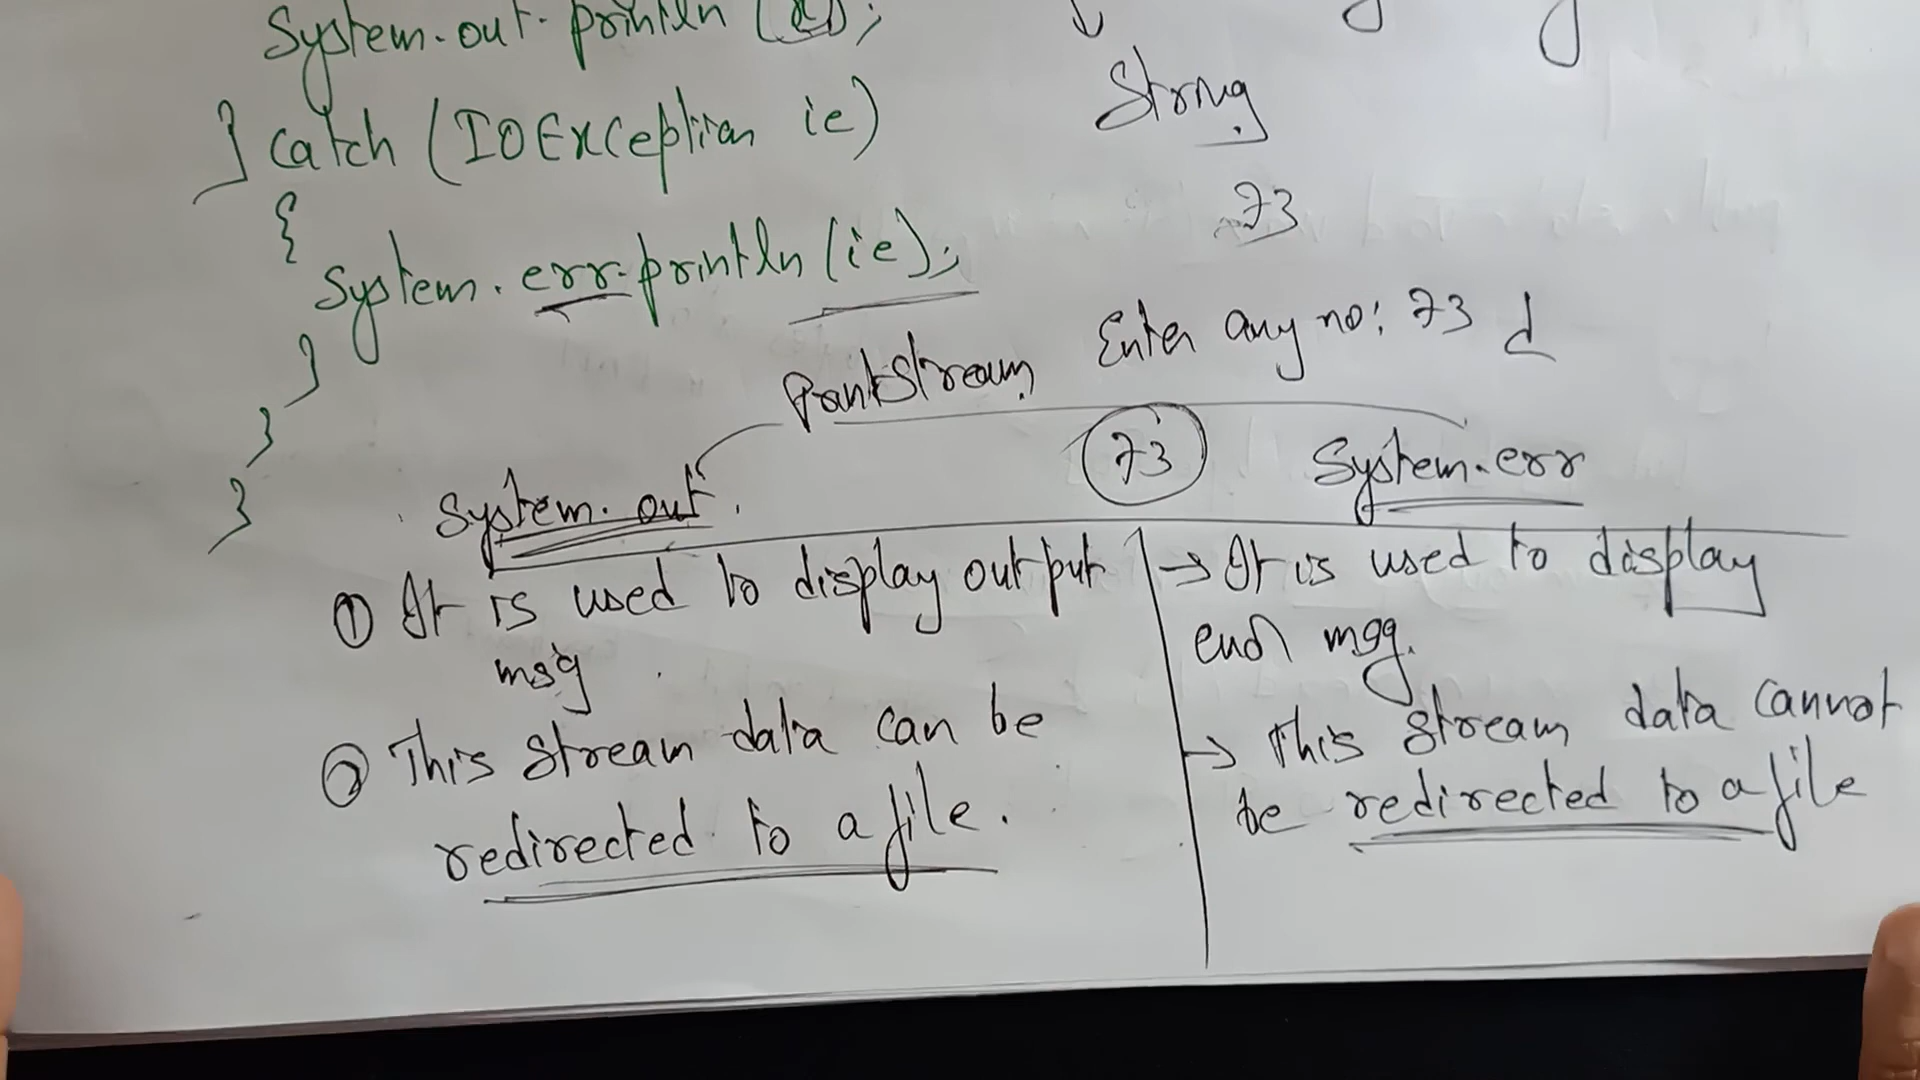 System.out.println (x);
} catch (IOException ie)
{
System.err.println (ie);
}
}
}
String
73
Enter any no: 73
PrintStream
73
System.out
System.err
① It is used to display output
msg
② This stream data can be
redirected to a file.
→ It is used to display
msg.
→ This stream data cannot
be redirected to a file